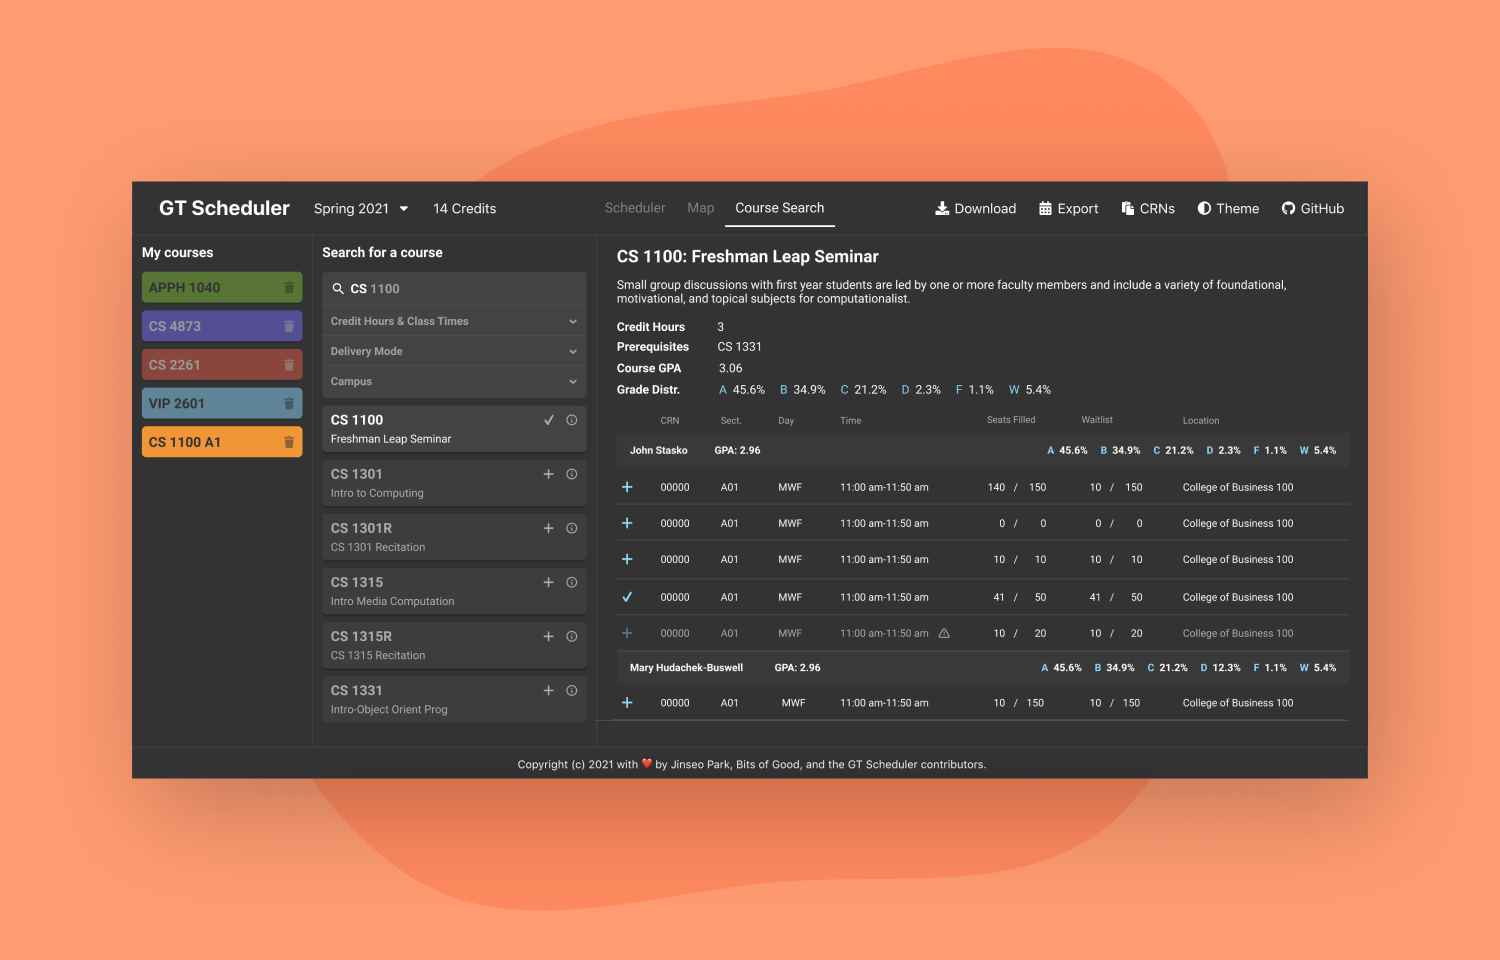 GT Scheduler Spring 2021 14 Credits Scheduler Map Course Search Download Export CRNs Theme GitHub
My courses
APPH 1040
CS 4873
CS 2261
VIP 2601
CS 1100 A1
Search for a course
CS 1100
Credit Hours & Class Times
Delivery Mode
Campus
CS 1100
Freshman Leap Seminar
CS 1301
Intro to Computing
CS 1301R
CS 1301 Recitation
CS 1315
Intro Media Computation
CS 1315R
CS 1315 Recitation
CS 1331
Intro-Object Orient Prog
CS 1100: Freshman Leap Seminar
Small group discussions with first year students are led by one or more faculty members and include a variety of foundational,
motivational, and topical subjects for computationalist.
Credit Hours 3
Prerequisites CS 1331
Course GPA 3.06
Grade Distr. A 45.6% B 34.9% C 21.2% D 2.3% F 1.1% W 5.4%
CRN Sect. Day Time Seats Filled Waitlist Location
John Stasko GPA: 2.96 A 45.6% B 34.9% C 21.2% D 2.3% F 1.1% W 5.4%
00000 A01 MWF 11:00 am-11:50 am 140 / 150 10 / 150 College of Business 100
00000 A01 MWF 11:00 am-11:50 am 0 / 0 0 / 0 College of Business 100
00000 A01 MWF 11:00 am-11:50 am 10 / 10 10 / 10 College of Business 100
00000 A01 MWF 11:00 am-11:50 am 41 / 50 41 / 50 College of Business 100
00000 A01 MWF 11:00 am-11:50 am 10 / 20 10 / 20 College of Business 100
Mary Hudachek-Buswell GPA: 2.96 A 45.6% B 34.9% C 21.2% D 12.3% F 1.1% W 5.4%
00000 A01 MWF 11:00 am-11:50 am 10 / 150 10 / 150 College of Business 100
Copyright (c) 2021 with ❤️ by Jinseo Park, Bits of Good, and the GT Scheduler contributors.